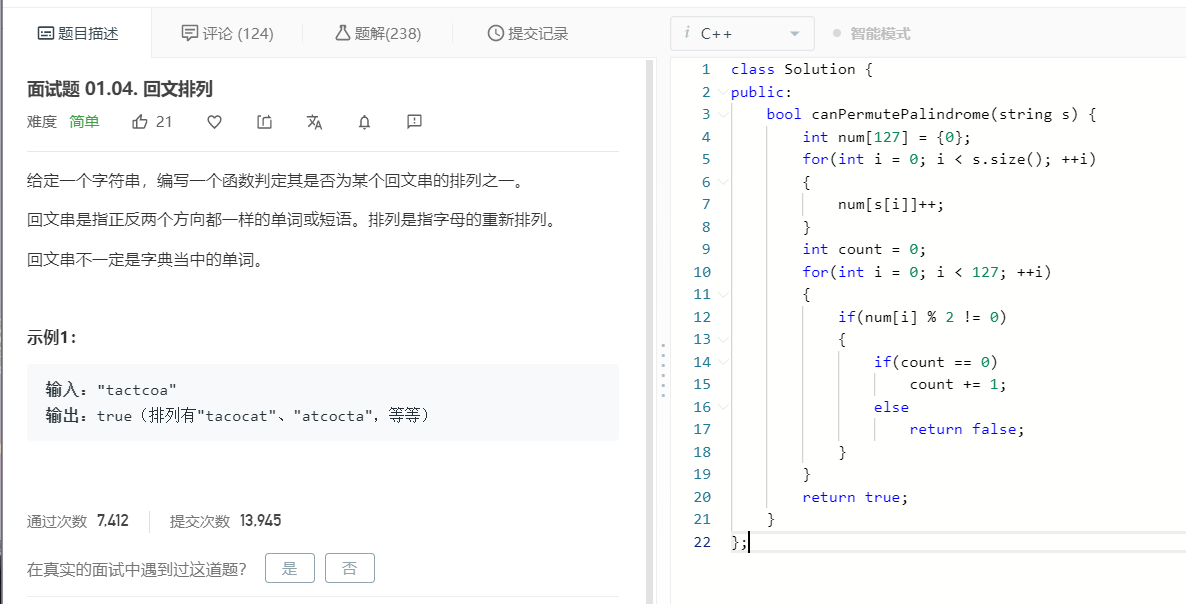 题目描述
评论 (124)
题解(238)
提交记录
面试题 01.04. 回文排列
难度 简单 21
给定一个字符串，编写一个函数判定其是否为某个回文串的排列之一。
回文串是指正反两个方向都一样的单词或短语。排列是指字母的重新排列。
回文串不一定是字典当中的单词。
示例1：
输入："tactcoa"
输出：true（排列有"tacocat"、"atcocta"，等等）
通过次数 7,412 提交次数 13,945
在真实的面试中遇到过这道题? 是 否
i C++ 智能模式
1 class Solution {
2 public:
3     bool canPermutePalindrome(string s) {
4         int num[127] = {0};
5         for(int i = 0; i < s.size(); ++i)
6         {
7             num[s[i]]++;
8         }
9         int count = 0;
10         for(int i = 0; i < 127; ++i)
11         {
12             if(num[i] % 2 != 0)
13             {
14                 if(count == 0)
15                     count += 1;
16                 else
17                     return false;
18             }
19         }
20         return true;
21     }
22 };